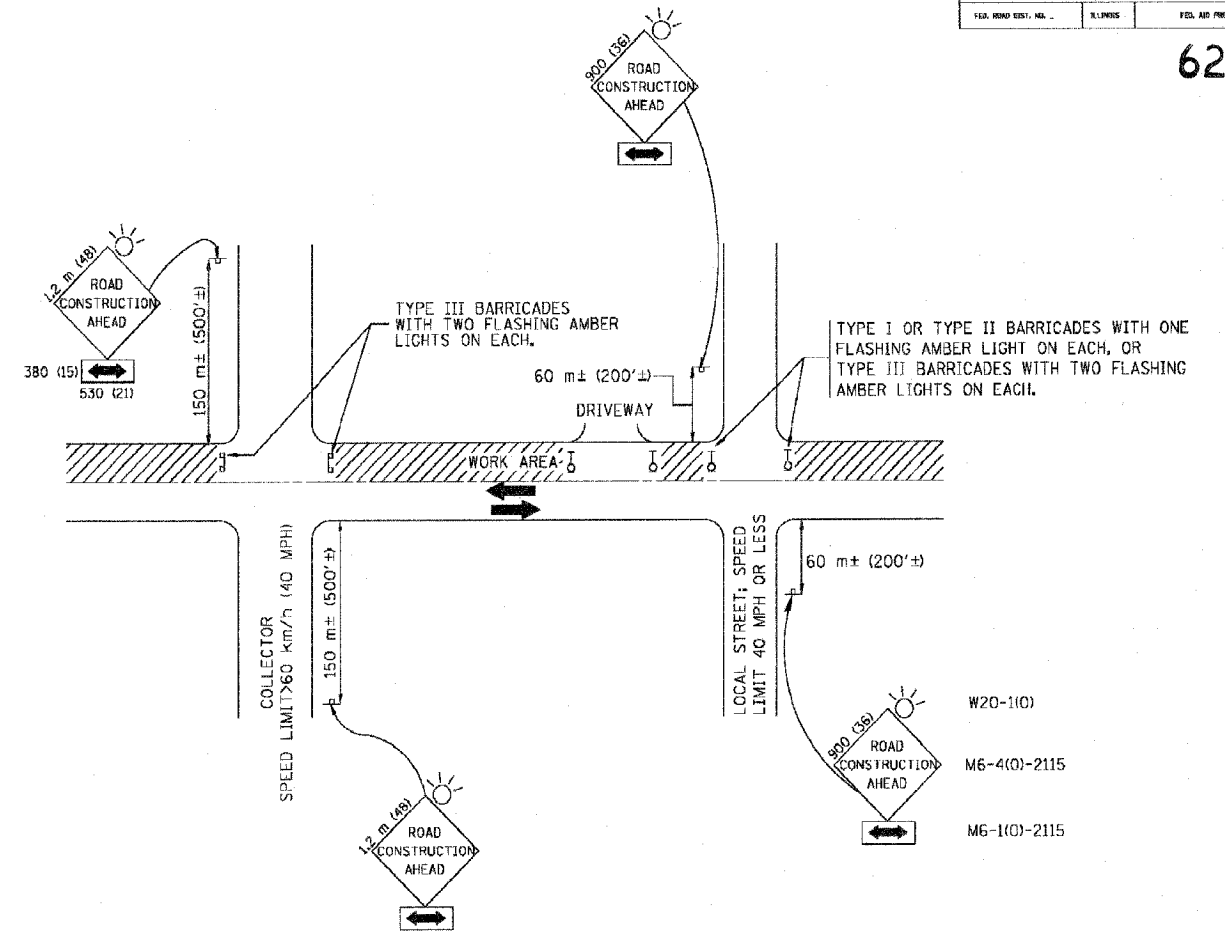 FED. ROAD DIST. NO. _
ILLINOIS
FED. AID
62
900 (36)
ROAD
CONSTRUCTION
AHEAD
1.2 m (48)
ROAD
CONSTRUCTION
AHEAD
380 (15)
530 (21)
150 m± (500'±)
TYPE III BARRICADES
WITH TWO FLASHING AMBER
LIGHTS ON EACH.
60 m± (200'±)
DRIVEWAY
TYPE I OR TYPE II BARRICADES WITH ONE
FLASHING AMBER LIGHT ON EACH, OR
TYPE III BARRICADES WITH TWO FLASHING
AMBER LIGHTS ON EACH.
WORK AREA
COLLECTOR
SPEED LIMIT>60 km/h (40 MPH)
150 m± (500'±)
LOCAL STREET; SPEED
LIMIT 40 MPH OR LESS
60 m± (200'±)
1.2 m (48)
ROAD
CONSTRUCTION
AHEAD
900 (36)
ROAD
CONSTRUCTION
AHEAD
W20-1(O)
M6-4(O)-2115
M6-1(O)-2115